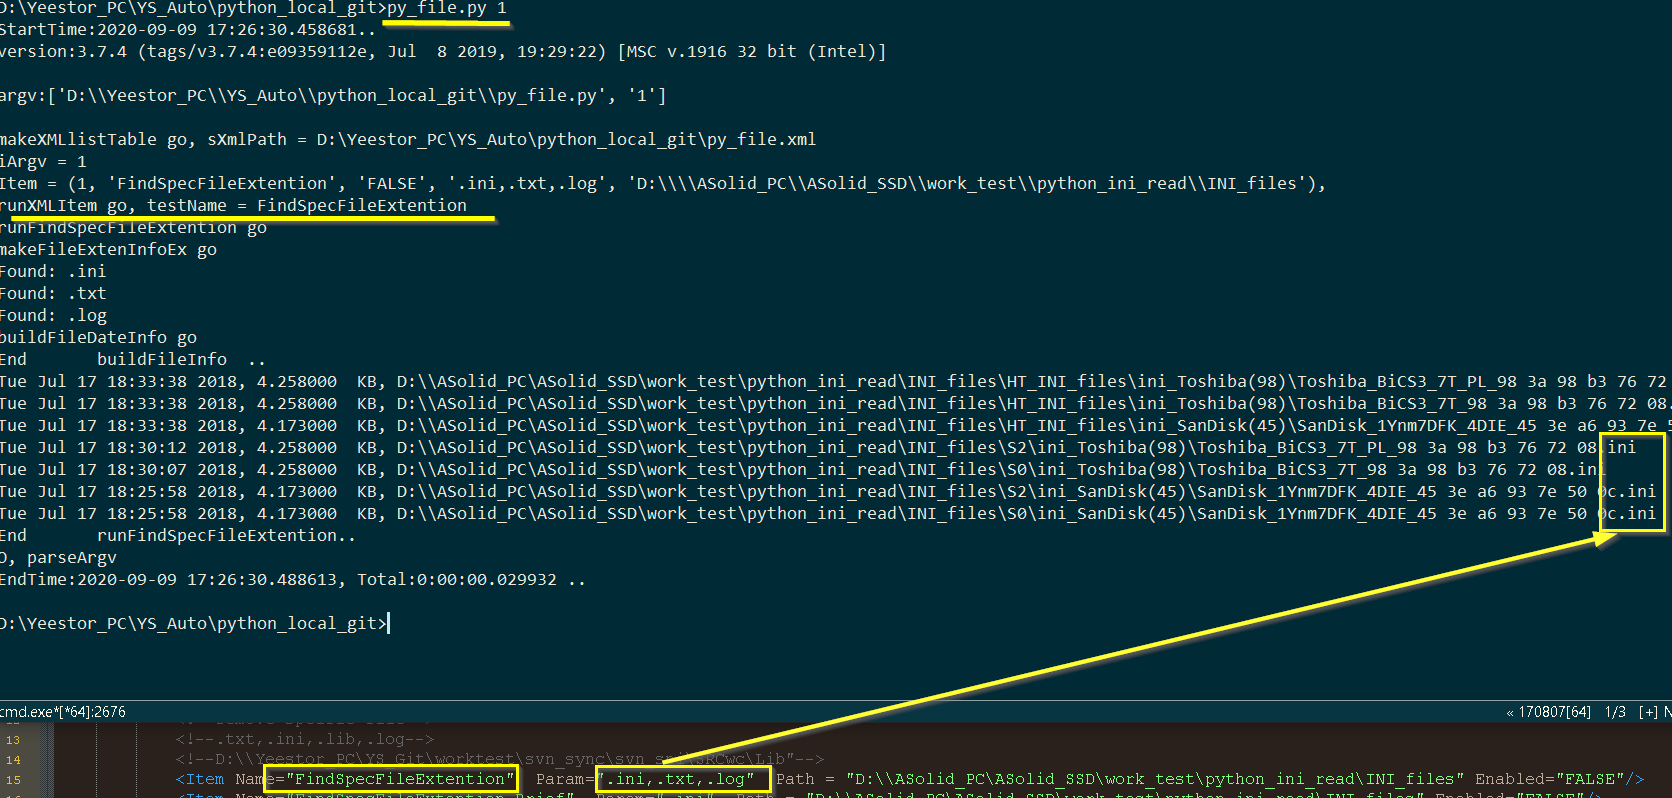 D:\Yeestor_PC\YS_Auto\python_local_git>py_file.py 1
StartTime:2020-09-09 17:26:30.458681..
version:3.7.4 (tags/v3.7.4:e09359112e, Jul  8 2019, 19:29:22) [MSC v.1916 32 bit (Intel)]
argv:['D:\\Yeestor_PC\\YS_Auto\\python_local_git\\py_file.py', '1']
makeXMLlistTable go, sXmlPath = D:\Yeestor_PC\YS_Auto\python_local_git\py_file.xml
iArgv = 1
Item = (1, 'FindSpecFileExtention', 'FALSE', '.ini,.txt,.log', 'D:\\\\ASolid_PC\\ASolid_SSD\\work_test\\python_ini_read\\INI_files'),
runXMLItem go, testName = FindSpecFileExtention
runFindSpecFileExtention go
makeFileExtenInfoEx go
Found: .ini
Found: .txt
Found: .log
buildFileDateInfo go
End       buildFileInfo  ..
Tue Jul 17 18:33:38 2018, 4.258000  KB, D:\\ASolid_PC\ASolid_SSD\work_test\python_ini_read\INI_files\HT_INI_files\ini_Toshiba(98)\Toshiba_BiCS3_7T_PL_98 3a 98 b3 76 72
Tue Jul 17 18:33:38 2018, 4.258000  KB, D:\\ASolid_PC\ASolid_SSD\work_test\python_ini_read\INI_files\HT_INI_files\ini_Toshiba(98)\Toshiba_BiCS3_7T_98 3a 98 b3 76 72 08.
Tue Jul 17 18:33:38 2018, 4.173000  KB, D:\\ASolid_PC\ASolid_SSD\work_test\python_ini_read\INI_files\HT_INI_files\ini_SanDisk(45)\SanDisk_1Ynm7DFK_4DIE_45 3e a6 93 7e 5
Tue Jul 17 18:30:12 2018, 4.258000  KB, D:\\ASolid_PC\ASolid_SSD\work_test\python_ini_read\INI_files\S2\ini_Toshiba(98)\Toshiba_BiCS3_7T_PL_98 3a 98 b3 76 72 08.ini
Tue Jul 17 18:30:07 2018, 4.258000  KB, D:\\ASolid_PC\ASolid_SSD\work_test\python_ini_read\INI_files\S0\ini_Toshiba(98)\Toshiba_BiCS3_7T_98 3a 98 b3 76 72 08.ini
Tue Jul 17 18:25:58 2018, 4.173000  KB, D:\\ASolid_PC\ASolid_SSD\work_test\python_ini_read\INI_files\S2\ini_SanDisk(45)\SanDisk_1Ynm7DFK_4DIE_45 3e a6 93 7e 50 0c.ini
Tue Jul 17 18:25:58 2018, 4.173000  KB, D:\\ASolid_PC\ASolid_SSD\work_test\python_ini_read\INI_files\S0\ini_SanDisk(45)\SanDisk_1Ynm7DFK_4DIE_45 3e a6 93 7e 50 0c.ini
End       runFindSpecFileExtention..
O, parseArgv
EndTime:2020-09-09 17:26:30.488613, Total:0:00:00.029932 ..
D:\Yeestor_PC\YS_Auto\python_local_git>
cmd.exe*[*64]:2676 « 170807[64] 1/3 [+] N
13 <!--.txt,.ini,.lib,.log-->
14 <!--D:\\Yeestor_PC\YS_Git\worktest\svn_sync\svn
15 <Item Name="FindSpecFileExtention" Param=".ini,.txt,.log" Path = "D:\\ASolid_PC\ASolid_SSD\work_test\python_ini_read\INI_files" Enabled="FALSE"/>